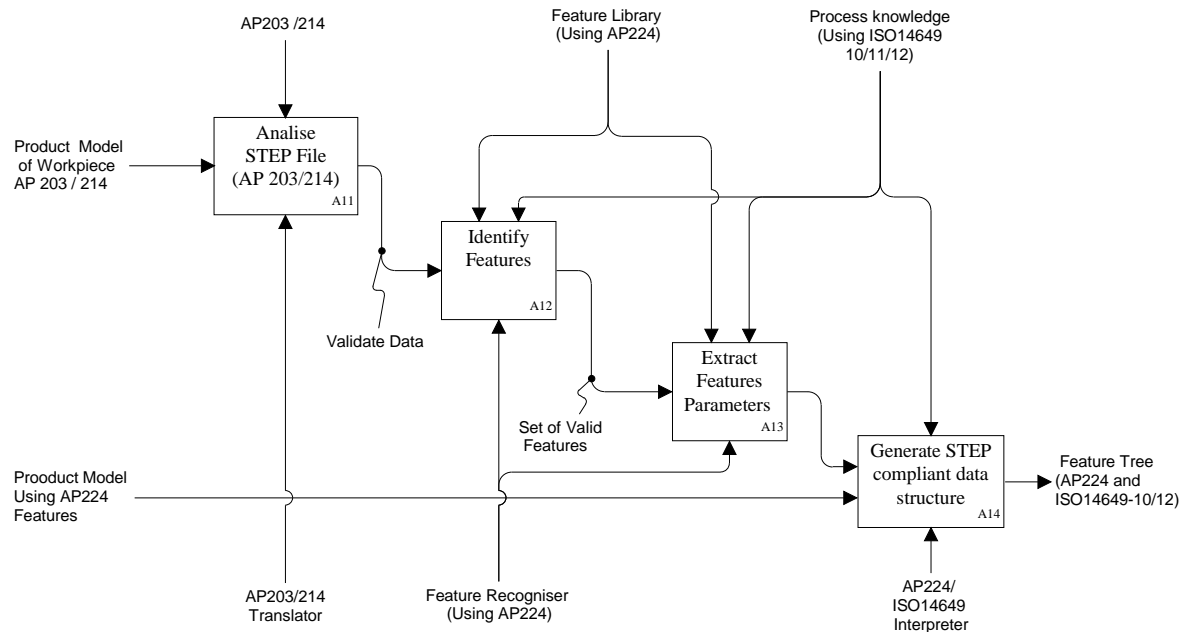 AP203 /214
Feature Library
(Using AP224)
Process knowledge
(Using ISO14649
10/11/12)
Product Model
of Workpiece
AP 203 / 214
Analise
STEP File
(AP 203/214)
A11
Identify
Features
A12
Validate Data
Extract
Features
Parameters
A13
Set of Valid
Features
Prooduct Model
Using AP224
Features
Generate STEP
compliant data
structure
A14
Feature Tree
(AP224 and
ISO14649-10/12)
AP203/214
Translator
Feature Recogniser
(Using AP224)
AP224/
ISO14649
Interpreter